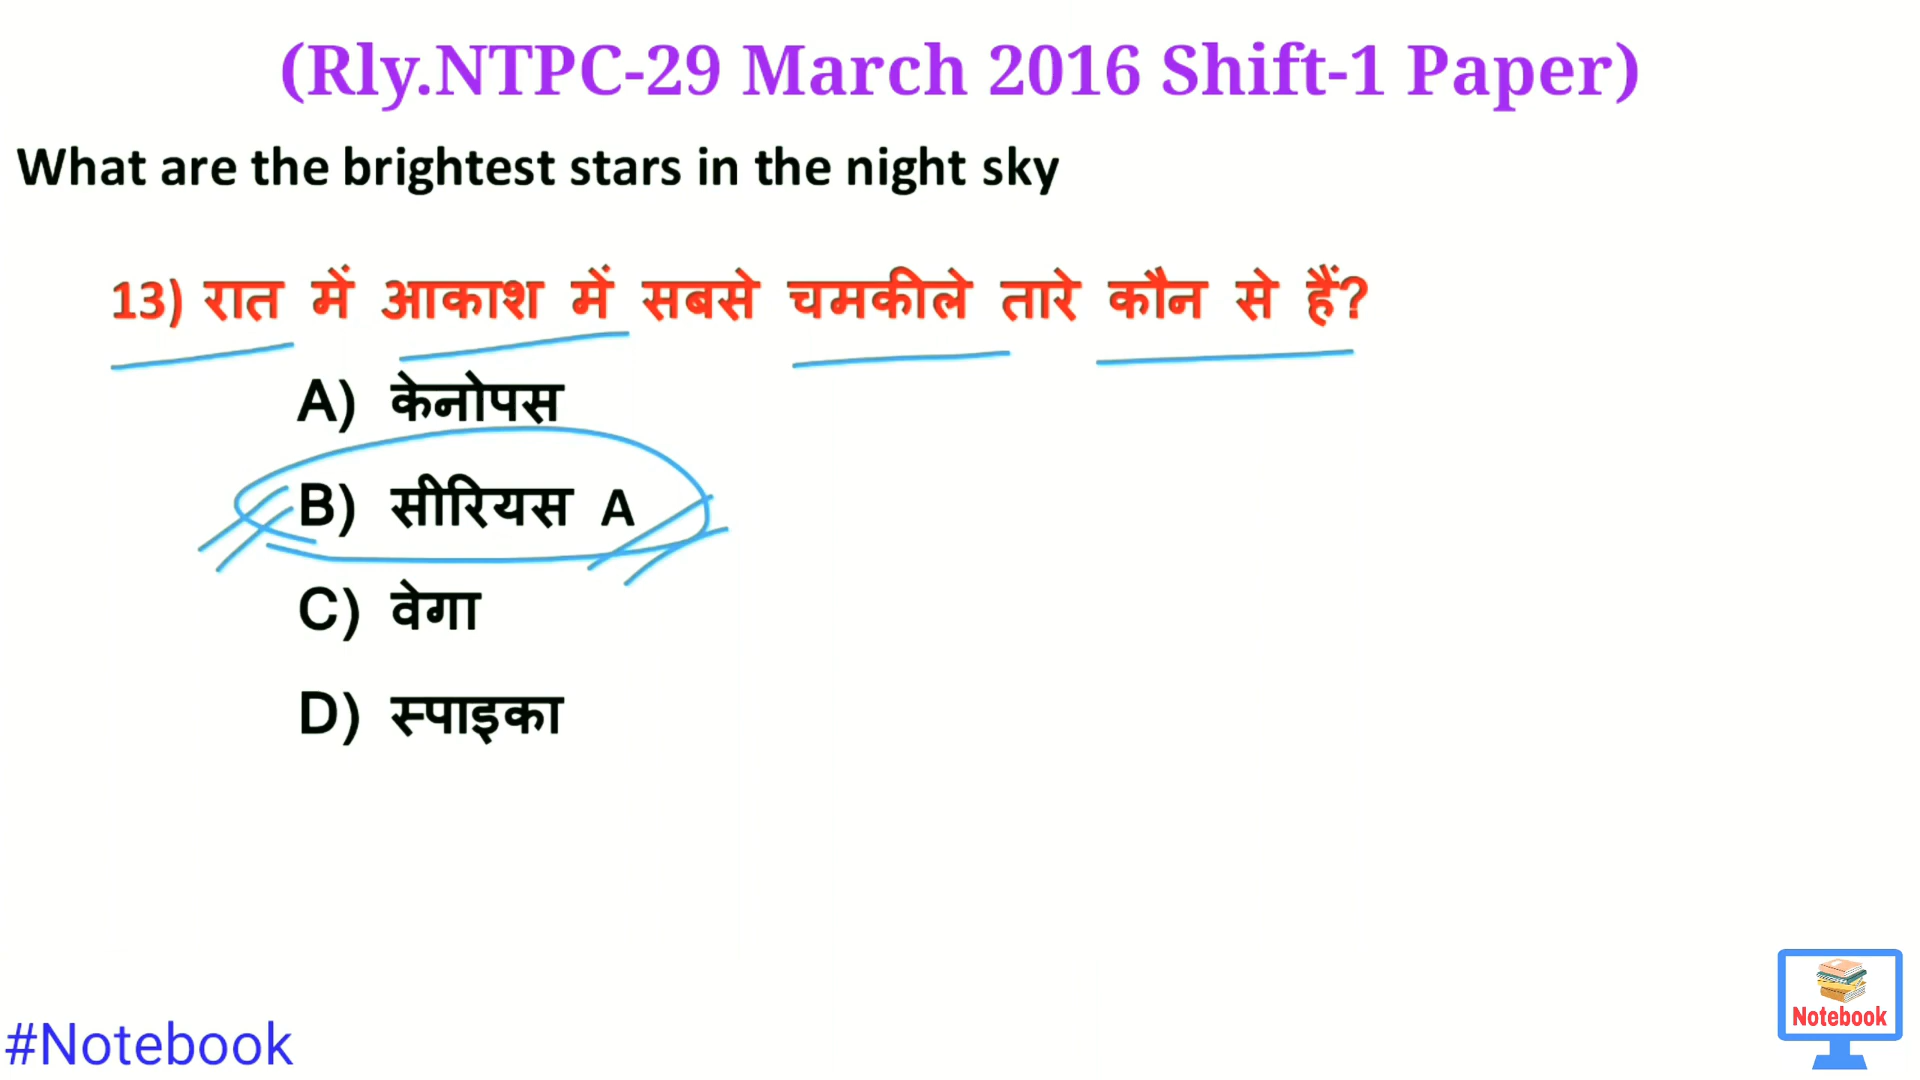 (Rly.NTPC-29 March 2016 Shift-1 Paper)
What are the brightest stars in the night sky
13) रात में आकाश में सबसे चमकीले तारे कौन से हैं?
A) केनोपस
B) सीरियस A
C) वेगा
D) स्पाइका
Notebook
#Notebook